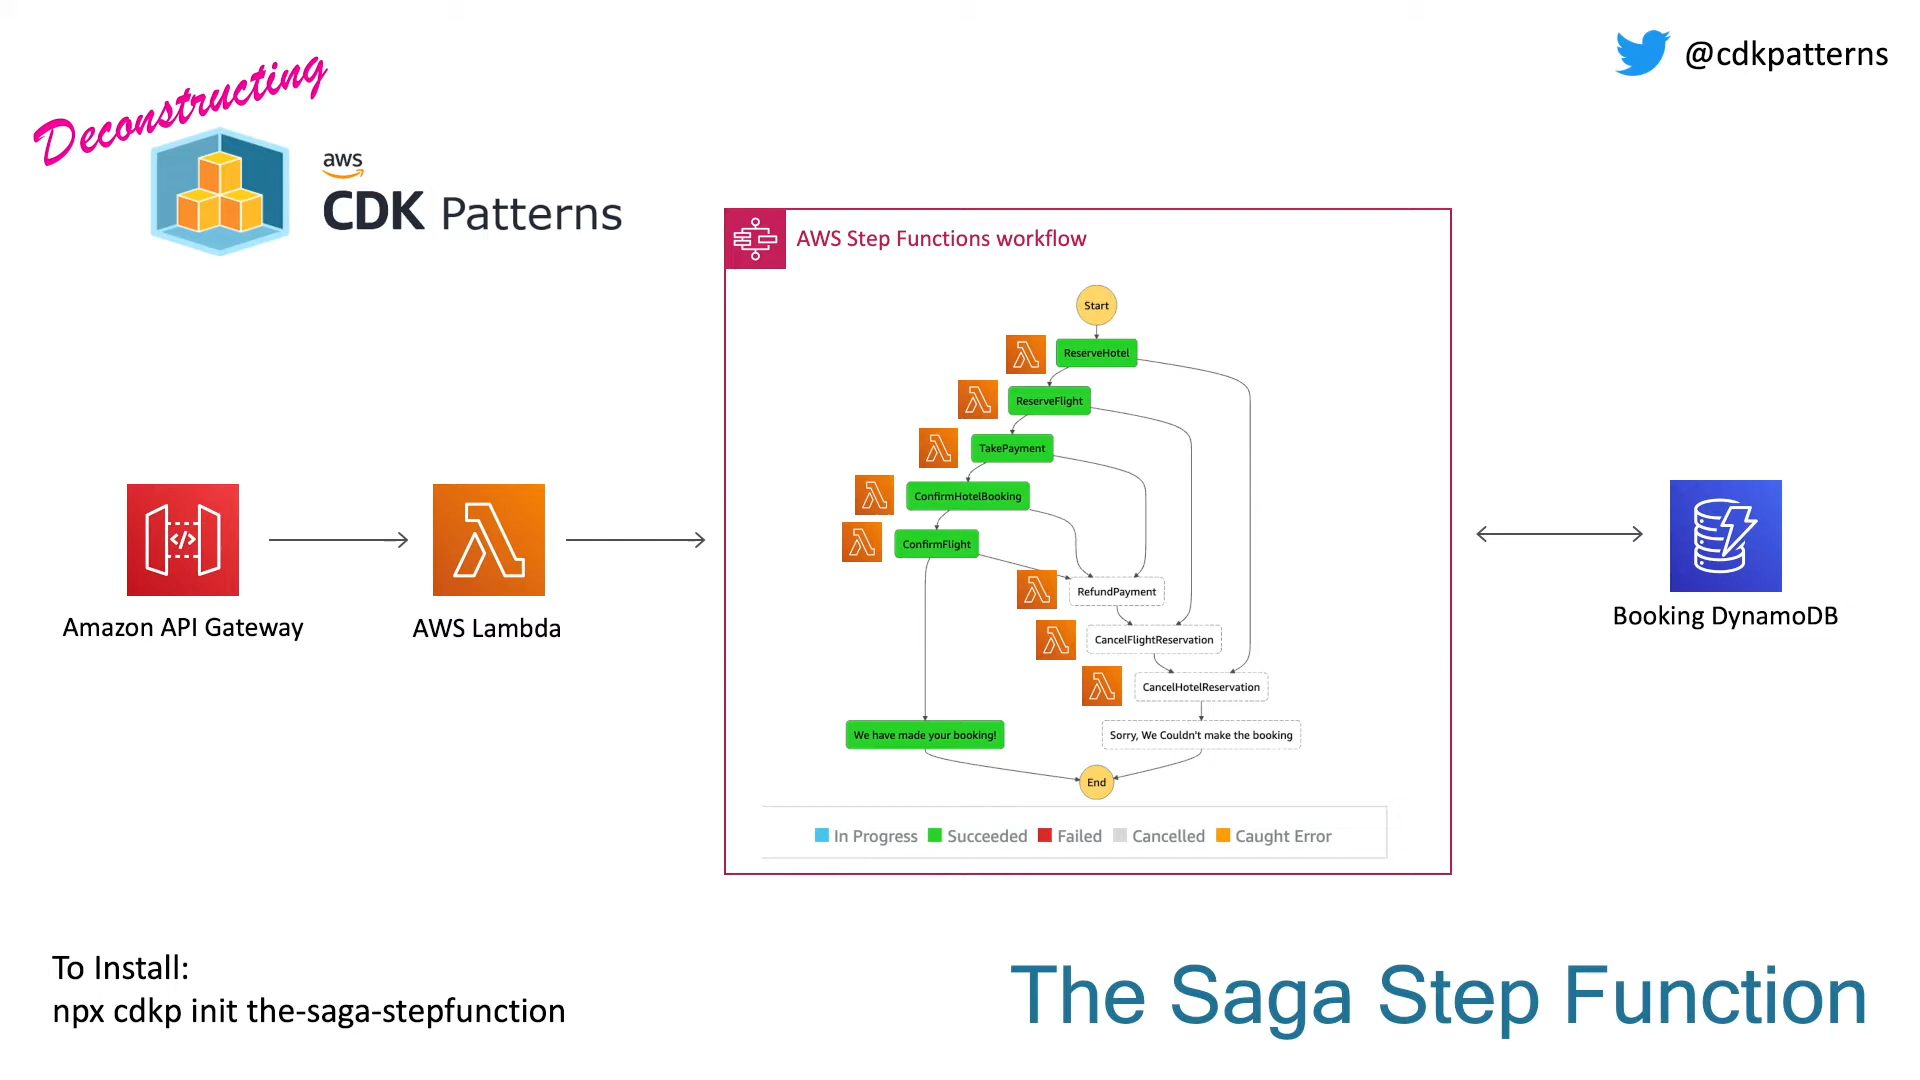 Deconstructing
aws
CDK Patterns
@cdkpatterns
AWS Step Functions workflow
Start
ReserveHotel
ReserveFlight
TakePayment
ConfirmHotelBooking
ConfirmFlight
RefundPayment
CancelFlightReservation
CancelHotelReservation
We have made your booking!
Sorry, We Couldn't make the booking
End
In Progress Succeeded Failed Cancelled Caught Error
</>
Amazon API Gateway
AWS Lambda
Booking DynamoDB
To Install:
npx cdkp init the-saga-stepfunction
The Saga Step Function